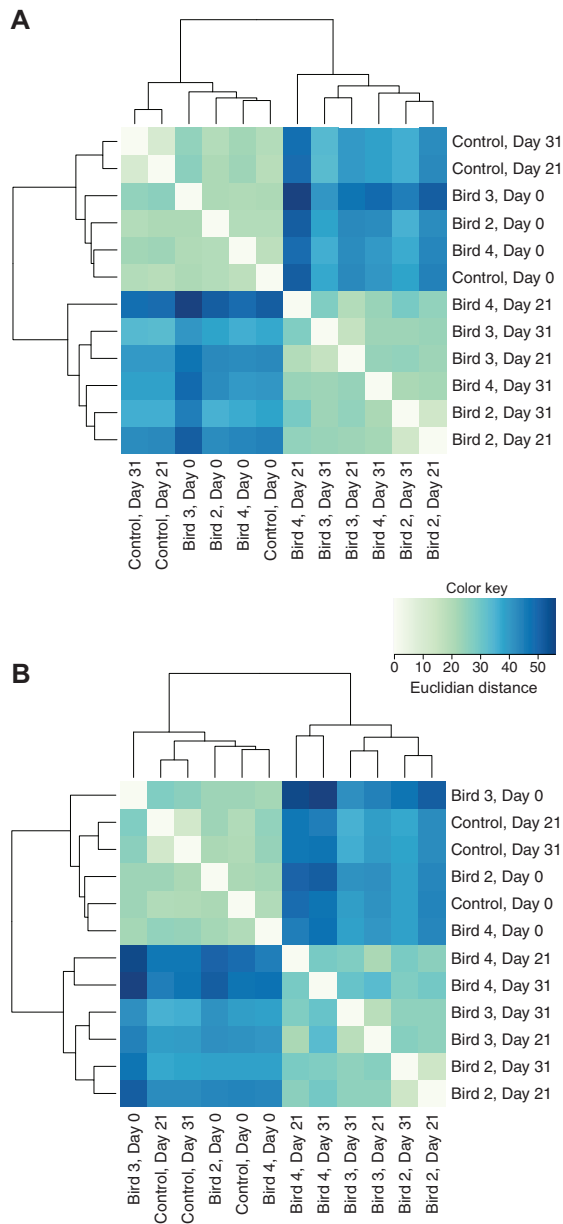 A
Control, Day 31
Control, Day 21
Bird 3, Day 0
Bird 2, Day 0
Bird 4, Day 0
Control, Day 0
Bird 4, Day 21
Bird 3, Day 31
Bird 3, Day 21
Bird 4, Day 31
Bird 2, Day 31
Bird 2, Day 21
Control, Day 31
Control, Day 21
Bird 3, Day 0
Bird 2, Day 0
Bird 4, Day 0
Control, Day 0
Bird 4, Day 21
Bird 3, Day 31
Bird 3, Day 21
Bird 4, Day 31
Bird 2, Day 31
Bird 2, Day 21
Color key
0 10 20 30 40 50
Euclidian distance
B
Bird 3, Day 0
Control, Day 21
Control, Day 31
Bird 2, Day 0
Control, Day 0
Bird 4, Day 0
Bird 4, Day 21
Bird 4, Day 31
Bird 3, Day 31
Bird 3, Day 21
Bird 2, Day 31
Bird 2, Day 21
Bird 3, Day 0
Control, Day 21
Control, Day 31
Bird 2, Day 0
Control, Day 0
Bird 4, Day 0
Bird 4, Day 21
Bird 4, Day 31
Bird 3, Day 31
Bird 3, Day 21
Bird 2, Day 31
Bird 2, Day 21